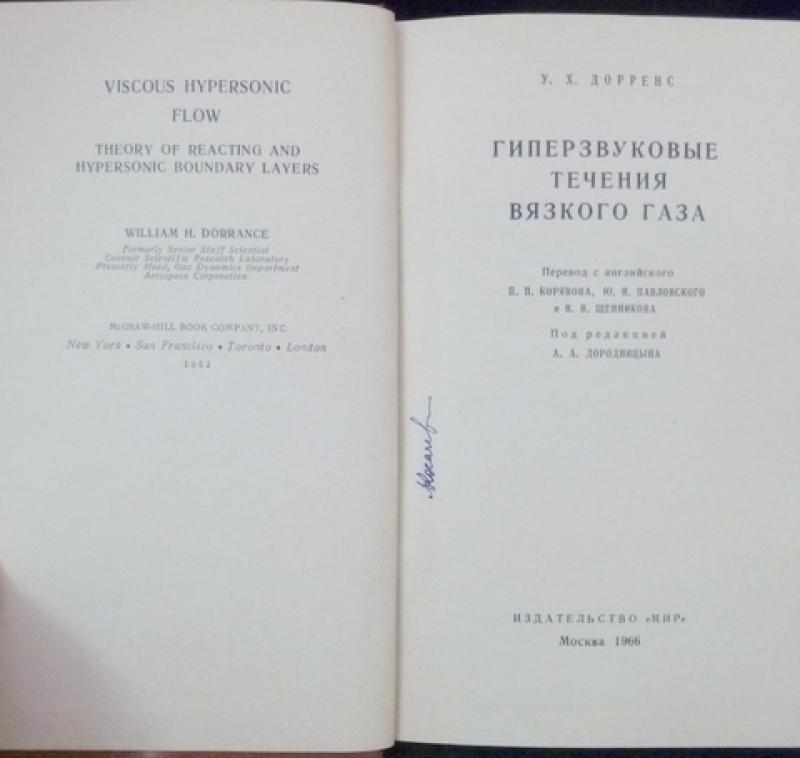 VISCOUS HYPERSONIC
FLOW
THEORY OF REACTING AND
HYPERSONIC BOUNDARY LAYERS
WILLIAM H. DORRANCE
Formerly Senior Staff Scientist
Convair Scientific Research Laboratory
Presently Head, Gas Dynamics Department
Aerospace Corporation
McGRAW-HILL BOOK COMPANY, INC.
New York • San Francisco • Toronto • London
1962
У. Х. ДОРРЕНС
ГИПЕРЗВУКОВЫЕ
ТЕЧЕНИЯ
ВЯЗКОГО ГАЗА
Перевод с английского
П. П. КОРЯВОВА, Ю. Н. ПАВЛОВСКОГО
и В. В. ЩЕННИКОВА
Под редакцией
А. А. ДОРОДНИЦЫНА
ИЗДАТЕЛЬСТВО «МИР»
Москва 1966